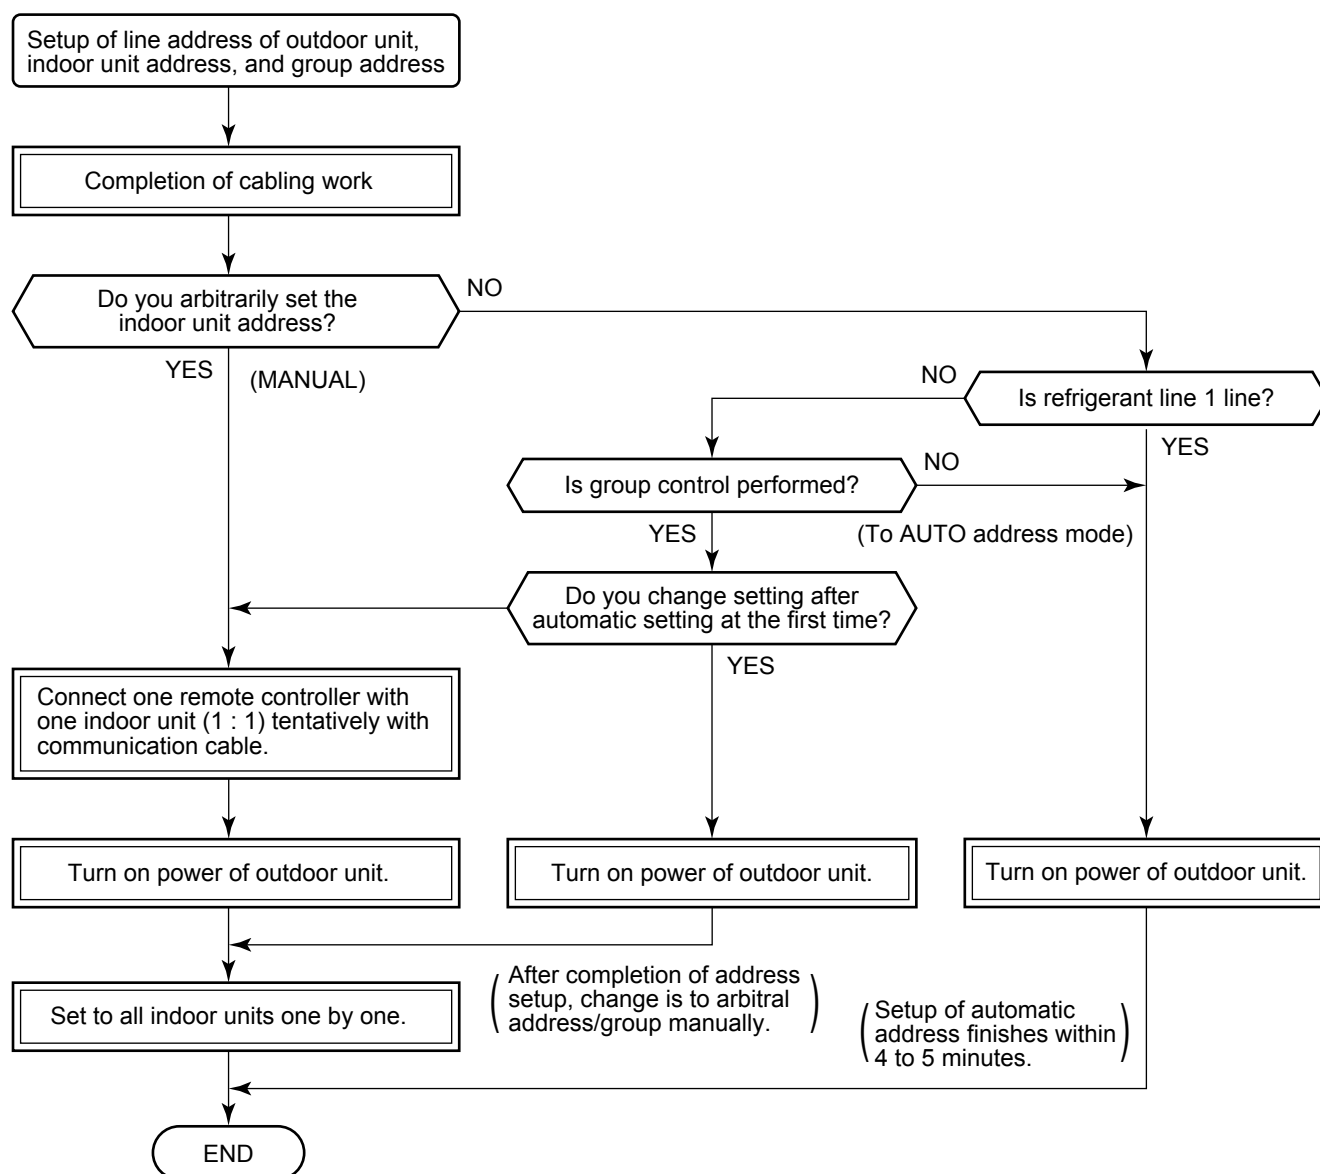 Setup of line address of outdoor unit,
indoor unit address, and group address
Completion of cabling work
Do you arbitrarily set the
indoor unit address?
NO
YES
(MANUAL)
NO
Is refrigerant line 1 line?
YES
Is group control performed?
NO
YES
(To AUTO address mode)
Do you change setting after
automatic setting at the first time?
YES
Connect one remote controller with
one indoor unit (1 : 1) tentatively with
communication cable.
Turn on power of outdoor unit.
Turn on power of outdoor unit.
Turn on power of outdoor unit.
(After completion of address
setup, change is to arbitral
address/group manually.)
Set to all indoor units one by one.
(Setup of automatic
address finishes within
4 to 5 minutes.)
END